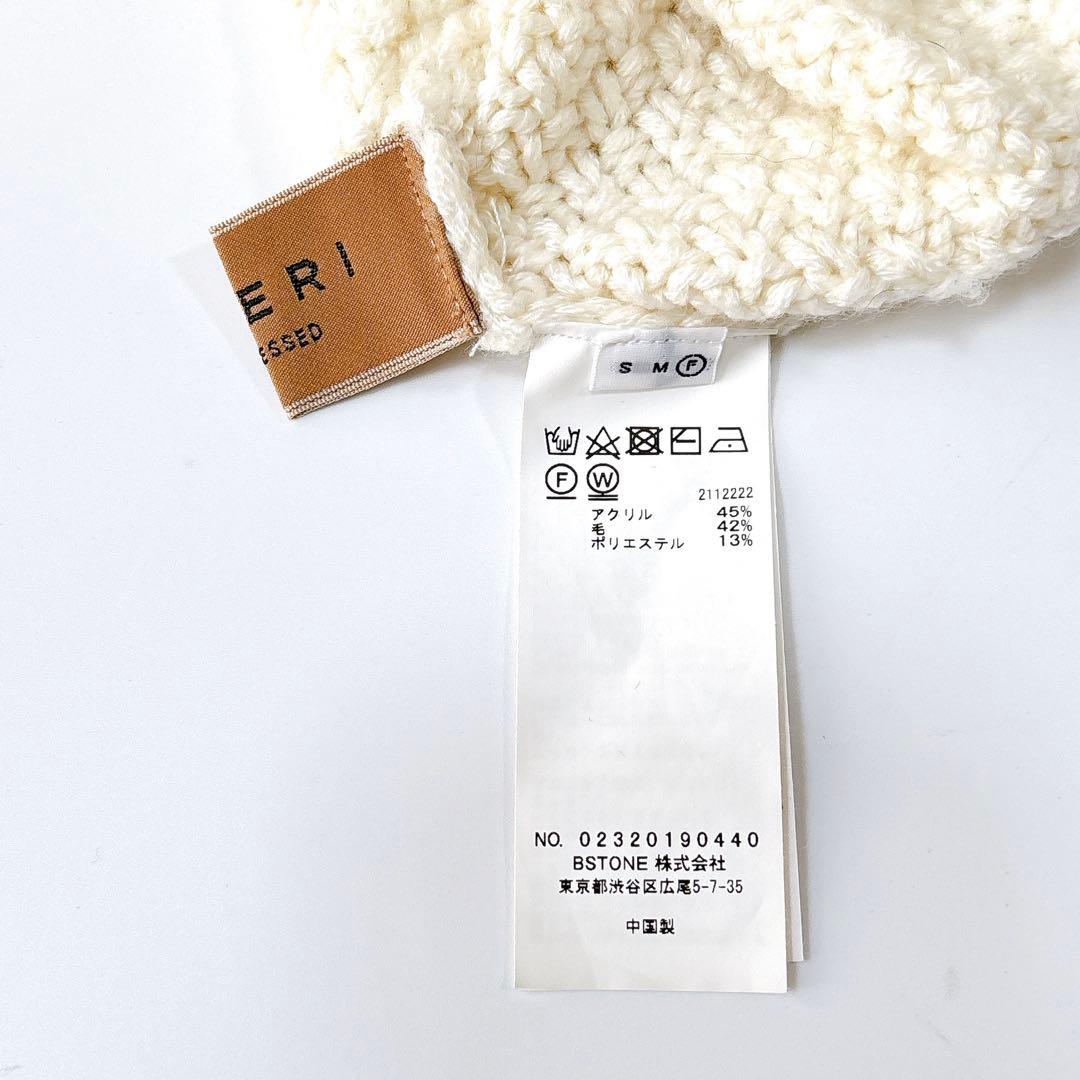 ERI
ESSED
S M F
F W
2112222
アクリル 45%
毛 42%
ポリエステル 13%
NO. 02320190440
BSTONE 株式会社
東京都渋谷区広尾5-7-35
中国製